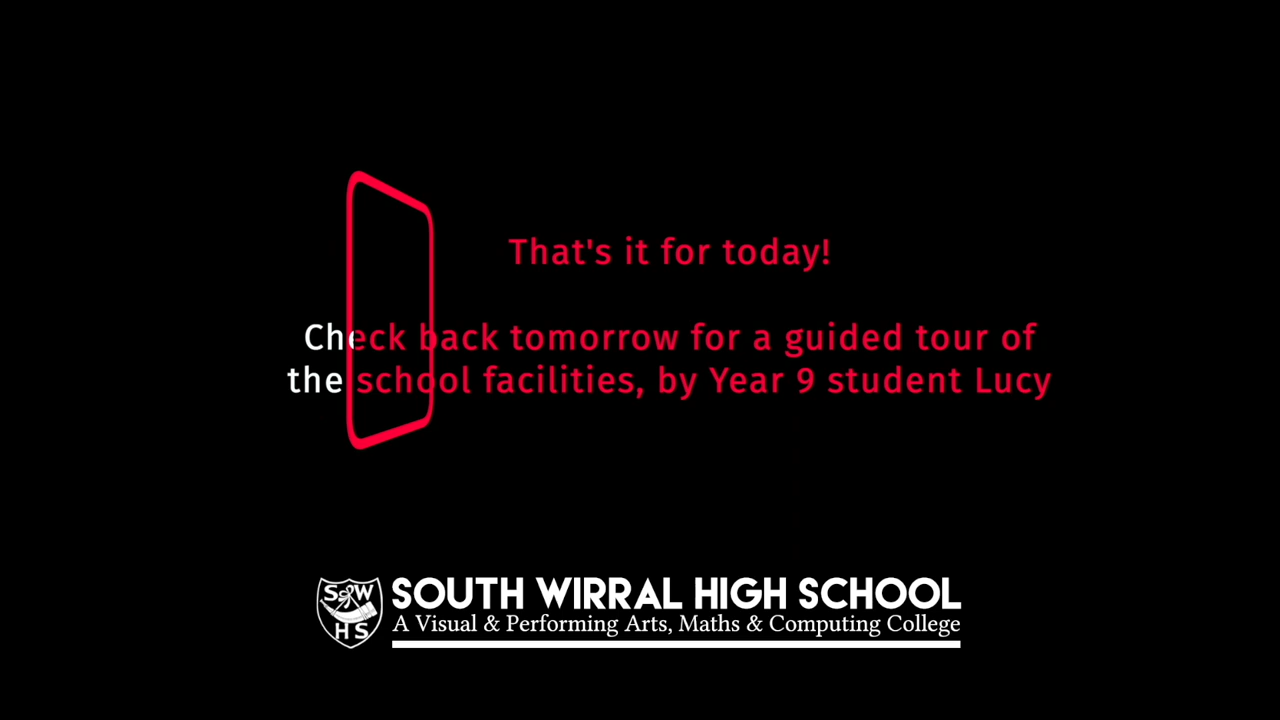 That's it for today!
Check back tomorrow for a guided tour of
the school facilities, by Year 9 student Lucy
S W
H S
SOUTH WIRRAL HIGH SCHOOL
A Visual & Performing Arts, Maths & Computing College